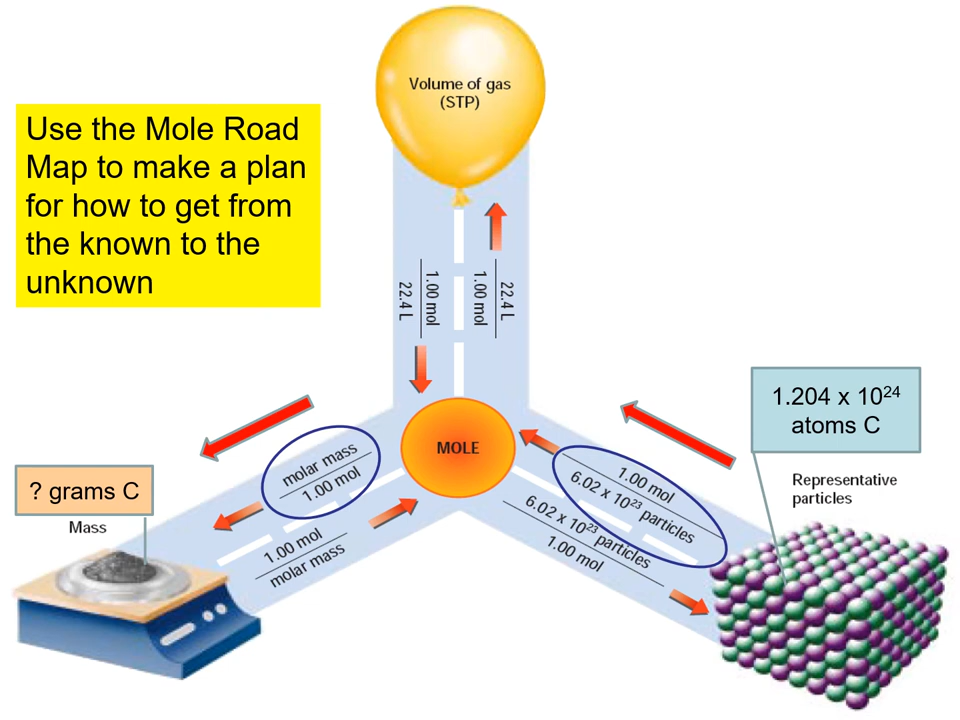 Volume of gas
(STP)
Use the Mole Road
Map to make a plan
for how to get from
the known to the
unknown
1.00 mol
22.4 L
22.4 L
1.00 mol
1.204 x 10²⁴
atoms C
MOLE
molar mass
1.00 mol
1.00 mol
6.02 x 10²³ particles
? grams C
Mass
Representative
particles
1.00 mol
molar mass
6.02 x 10²³ particles
1.00 mol